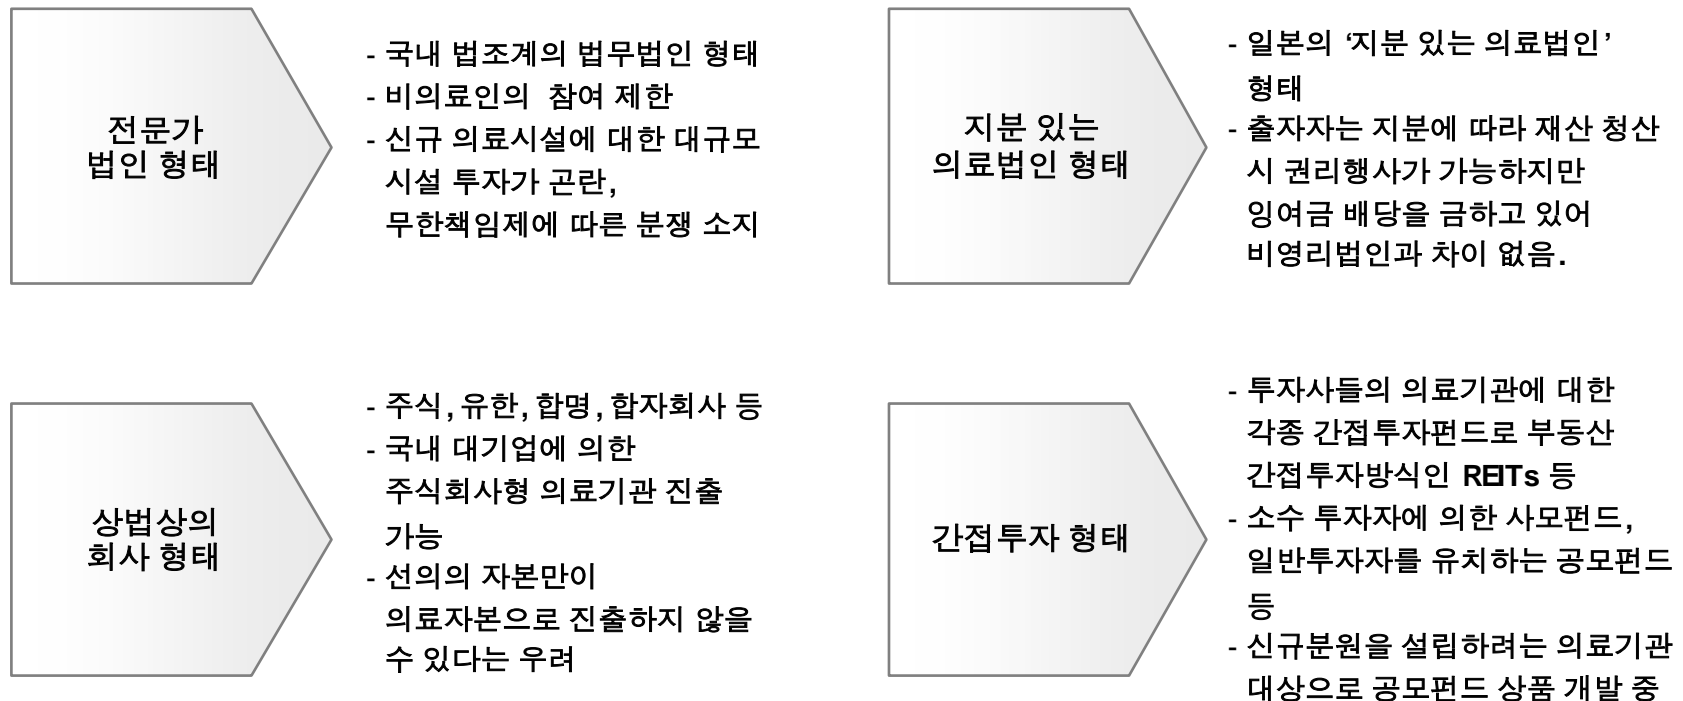 전문가
법인 형태
- 국내 법조계의 법무법인 형태
- 비의료인의 참여 제한
- 신규 의료시설에 대한 대규모
시설 투자가 곤란,
무한책임제에 따른 분쟁 소지
지분 있는
의료법인 형태
- 일본의 ‘지분 있는 의료법인’
형태
- 출자자는 지분에 따라 재산 청산
시 권리행사가 가능하지만
잉여금 배당을 금하고 있어
비영리법인과 차이 없음.
상법상의
회사 형태
- 주식,유한,합명,합자회사 등
- 국내 대기업에 의한
주식회사형 의료기관 진출
가능
- 선의의 자본만이
의료자본으로 진출하지 않을
수 있다는 우려
간접투자 형태
- 투자사들의 의료기관에 대한
각종 간접투자펀드로 부동산
간접투자방식인 REITs 등
- 소수 투자자에 의한 사모펀드,
일반투자자를 유치하는 공모펀드
등
- 신규분원을 설립하려는 의료기관
대상으로 공모펀드 상품 개발 중